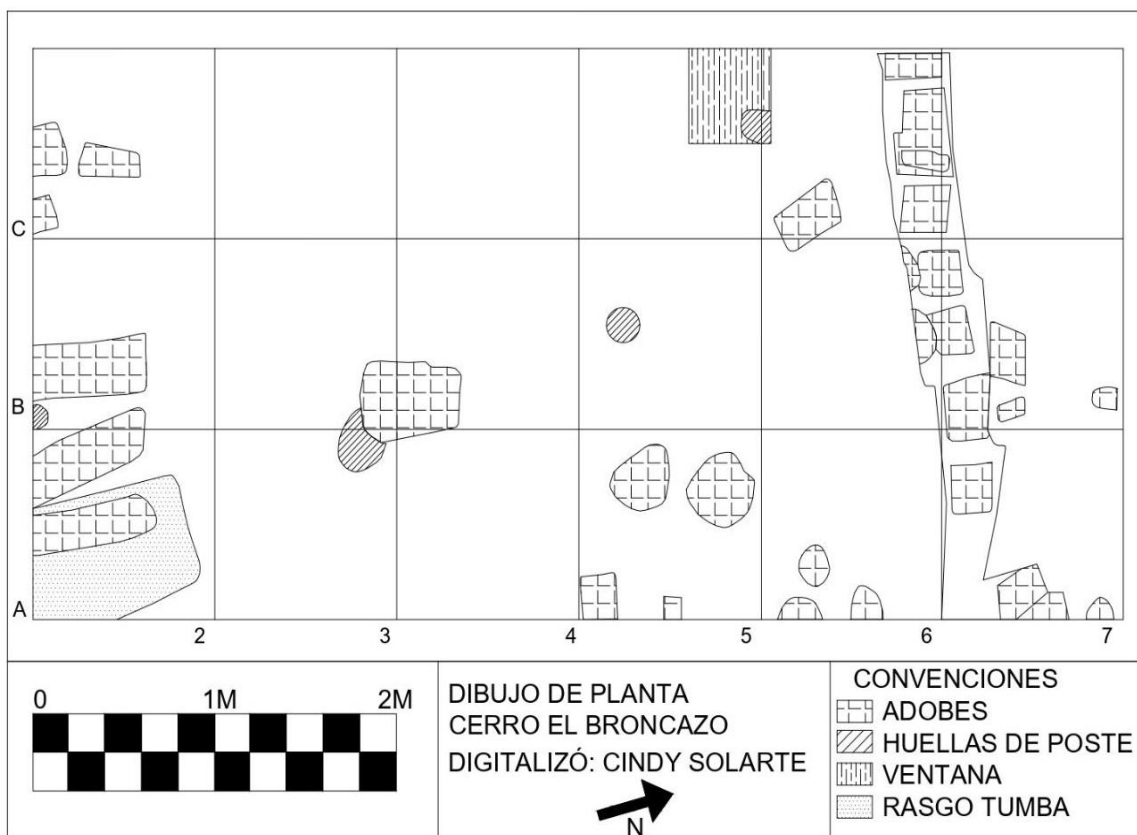 C
B
A
2 3 4 5 6 7
0 1M 2M
DIBUJO DE PLANTA
CERRO EL BRONCAZO
DIGITALIZÓ: CINDY SOLARTE
N
CONVENCIONES
ADOBES
HUELLAS DE POSTE
VENTANA
RASGO TUMBA